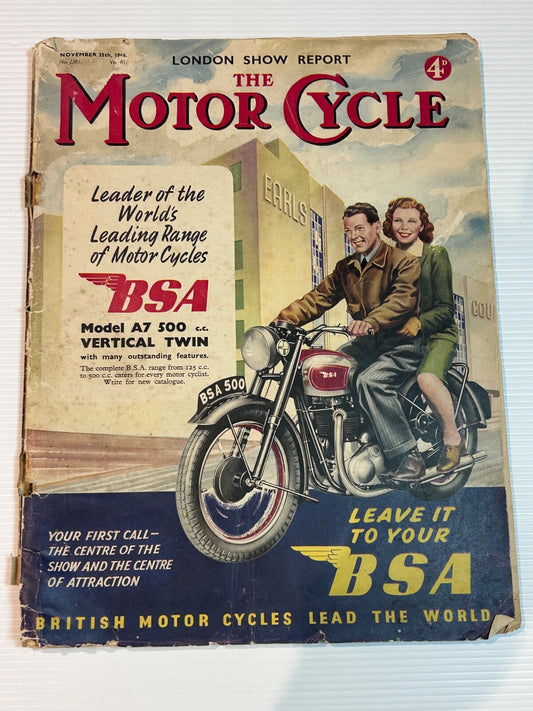 NOVEMBER 25th, 1948.
LONDON SHOW REPORT
THE
MOTOR CYCLE
4D
Leader of the
World's
Leading Range
of Motor Cycles
BSA
Model A7 500 c.c.
VERTICAL TWIN
with many outstanding features.
The complete B.S.A. range from 125 c.c.
to 500 c.c. caters for every motor cyclist.
Write for new catalogue.
EARLS
COU
BSA
BSA 500
YOUR FIRST CALL—
THE CENTRE OF THE
SHOW AND THE CENTRE
OF ATTRACTION
LEAVE IT
TO YOUR
BSA
BRITISH MOTOR CYCLES LEAD THE WORLD